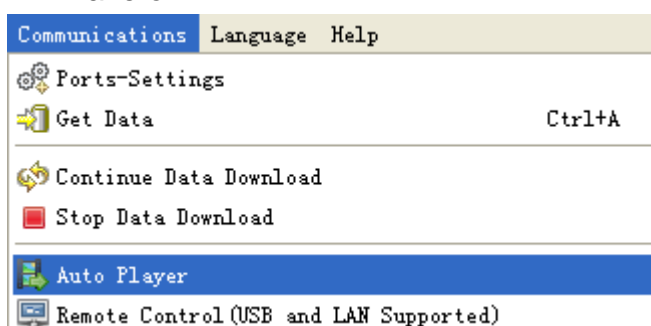 Communications Language Help
Ports-Settings
Get Data Ctrl+A
Continue Data Download
Stop Data Download
Auto Player
Remote Control(USB and LAN Supported)